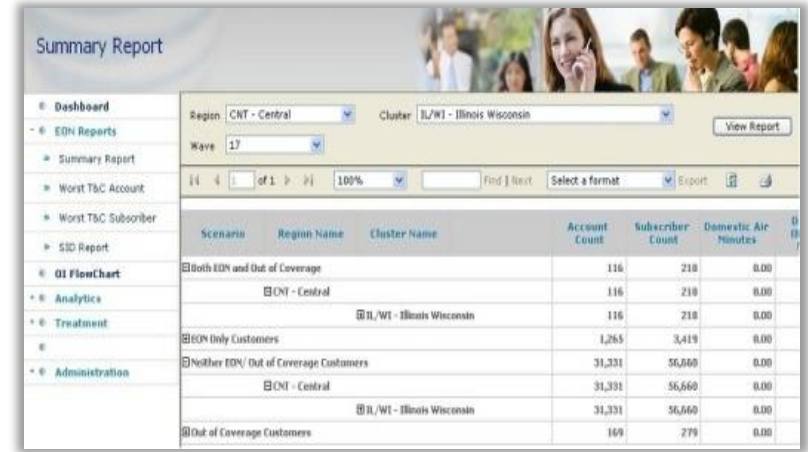 Summary Report
Dashboard
EON Reports
Summary Report
Worst T&C Account
Worst T&C Subscriber
SID Report
OI FlowChart
Analytics
Treatment
Administration
Region CNT - Central Cluster IL/WI - Illinois Wisconsin
View Report
Wave 17
1 of 1 100% Find | Next Select a format Export
Scenario Region Name Cluster Name Account Count Subscriber Count Domestic Air Minutes
Both EON and Out of Coverage 116 218 0.00
CNT - Central 116 218 0.00
IL/WI - Illinois Wisconsin 116 218 0.00
EON Only Customers 1,265 3,419 0.00
Neither EON/ Out of Coverage Customers 31,331 56,660 0.00
CNT - Central 31,331 56,660 0.00
IL/WI - Illinois Wisconsin 31,331 56,660 0.00
Out of Coverage Customers 169 279 0.00